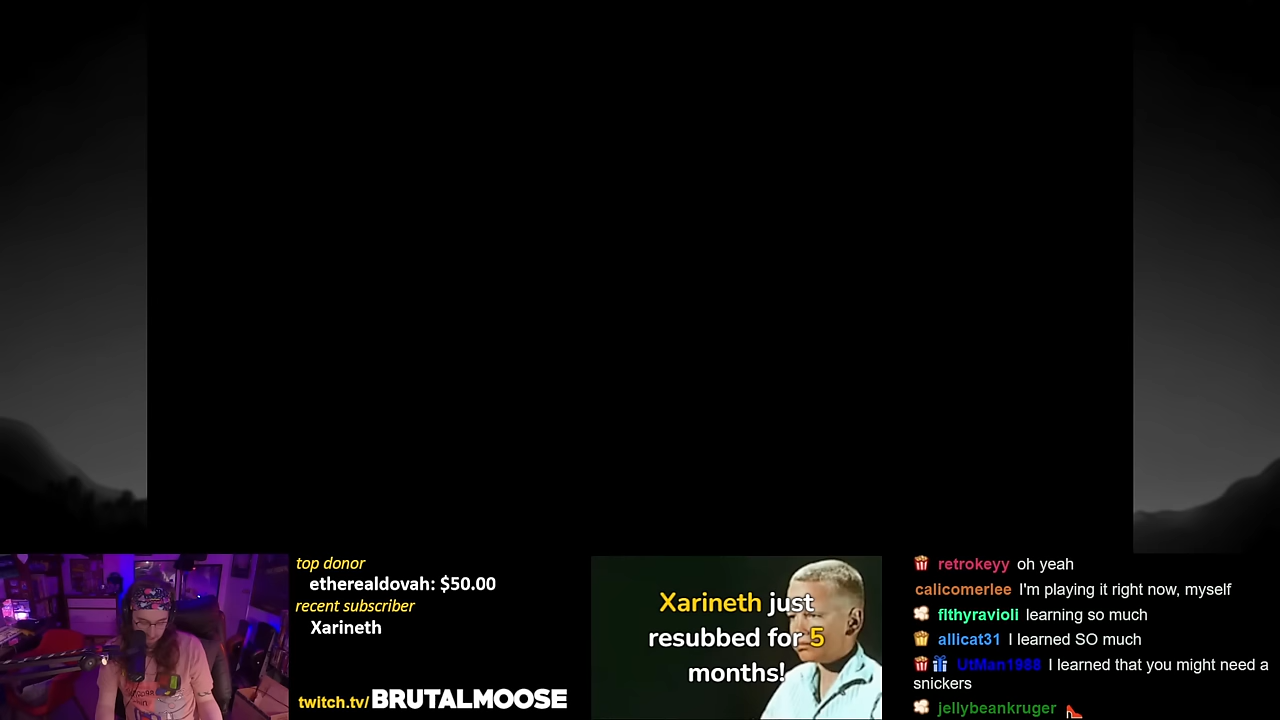 top donor
etherealdovah: $50.00
recent subscriber
Xarineth
twitch.tv/BRUTALMOOSE
Xarineth just
resubbed for 5
months!
retrokeyy oh yeah
calicomerlee I'm playing it right now, myself
flthyravioli learning so much
allicat31 I learned SO much
UtMan1988 I learned that you might need a
snickers
jellybeankruger